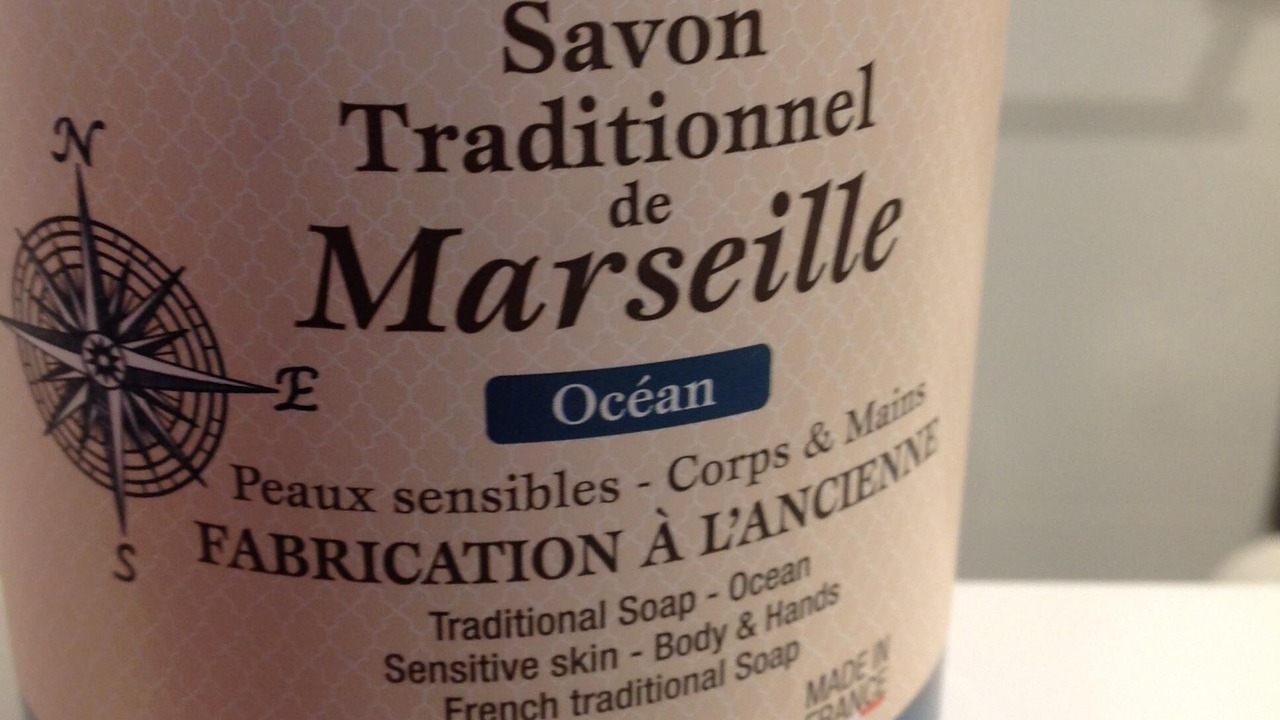 Savon
Traditionnel
de
Marseille
Océan
Peaux sensibles - Corps & Mains
FABRICATION À L'ANCIENNE
Traditional Soap - Ocean
Sensitive skin - Body & Hands
French traditional Soap
MADE IN
FRANCE
N
E
S